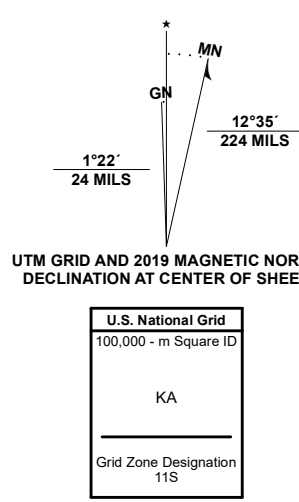 ★
MN
GN
12°35´
224 MILS
1°22´
24 MILS
UTM GRID AND 2019 MAGNETIC NOR
DECLINATION AT CENTER OF SHEE
U.S. National Grid
100,000 - m Square ID
KA
Grid Zone Designation
11S